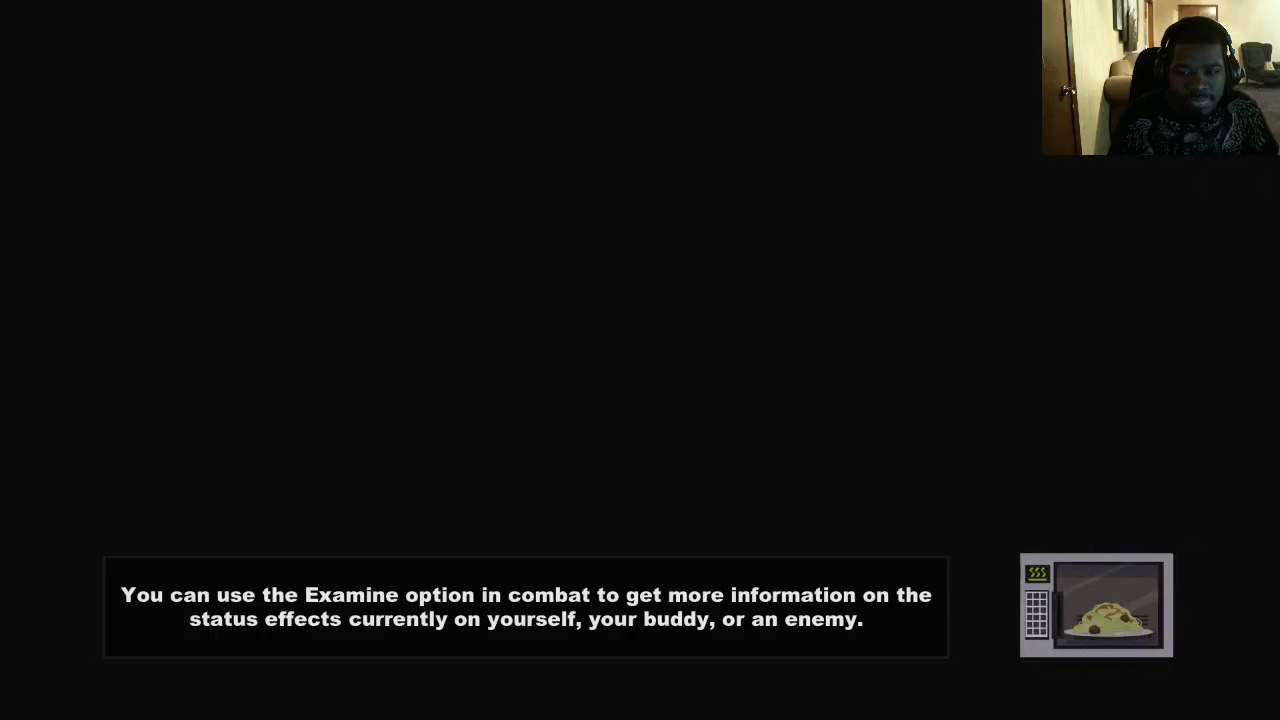 You can use the Examine option in combat to get more information on the
status effects currently on yourself, your buddy, or an enemy.